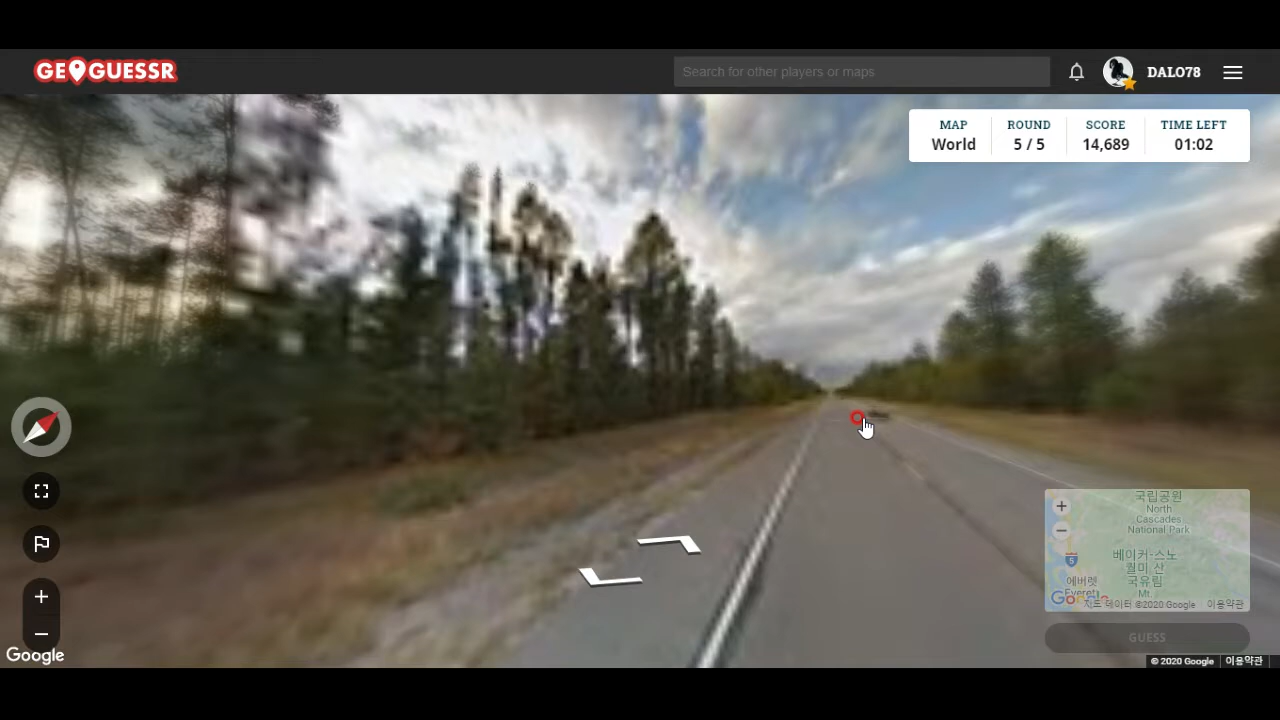 GEOGUESSR
Search for other players or maps
DALO78
MAP ROUND SCORE TIME LEFT
World 5 / 5 14,689 01:02
국립공원
North
Cascades
National Park
5
베이커-스노
퀄미 산
국유림
에버렛
Everett
Mt.
Google
지도 데이터 ©2020 Google 이용약관
GUESS
Google
© 2020 Google 이용약관